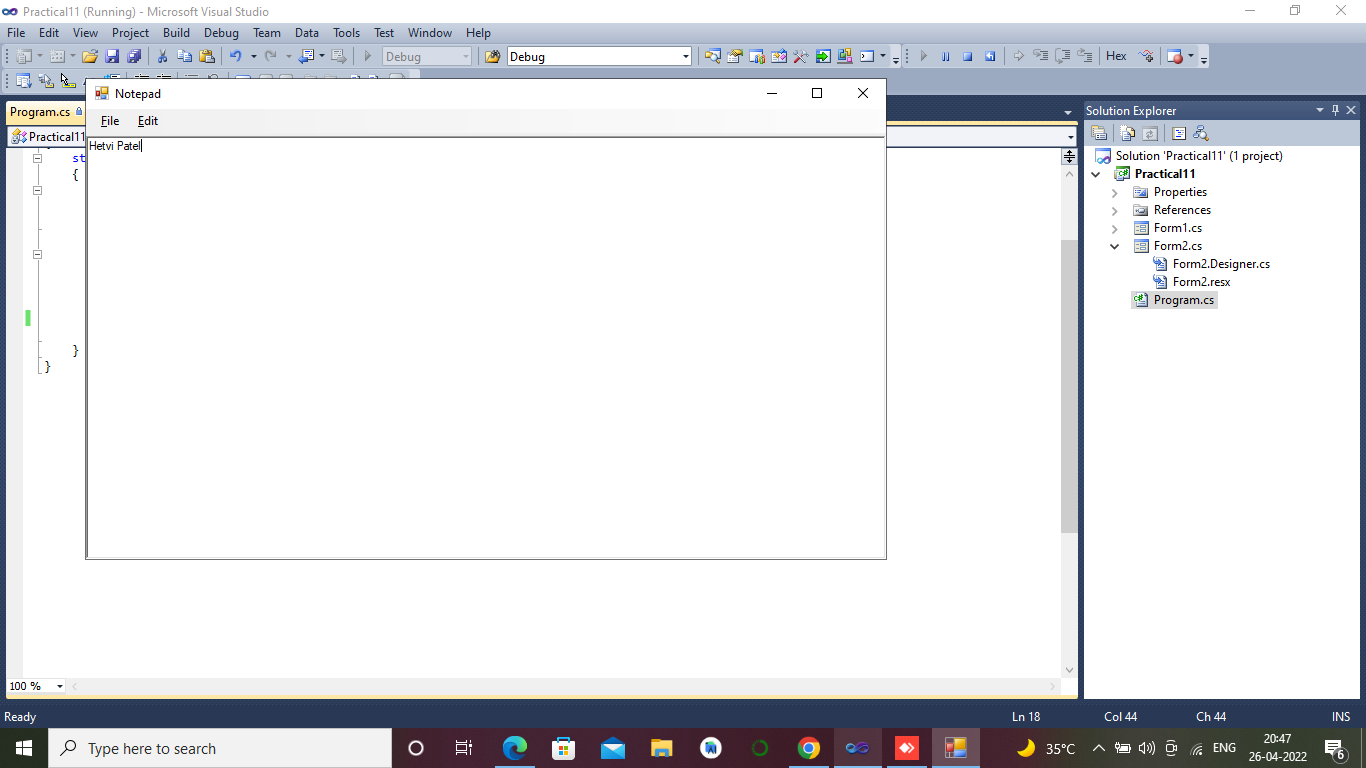 Practical11 (Running) - Microsoft Visual Studio
File Edit View Project Build Debug Team Data Tools Test Window Help
Debug Debug Hex
Notepad
Program.cs
Solution Explorer
File Edit
Practical11
Hetvi Patel
st
{
}
}
Solution 'Practical11' (1 project)
Practical11
Properties
References
Form1.cs
Form2.cs
Form2.Designer.cs
Form2.resx
Program.cs
100 %
Ready Ln 18 Col 44 Ch 44 INS
Type here to search
35°C ENG
20:47
26-04-2022
6